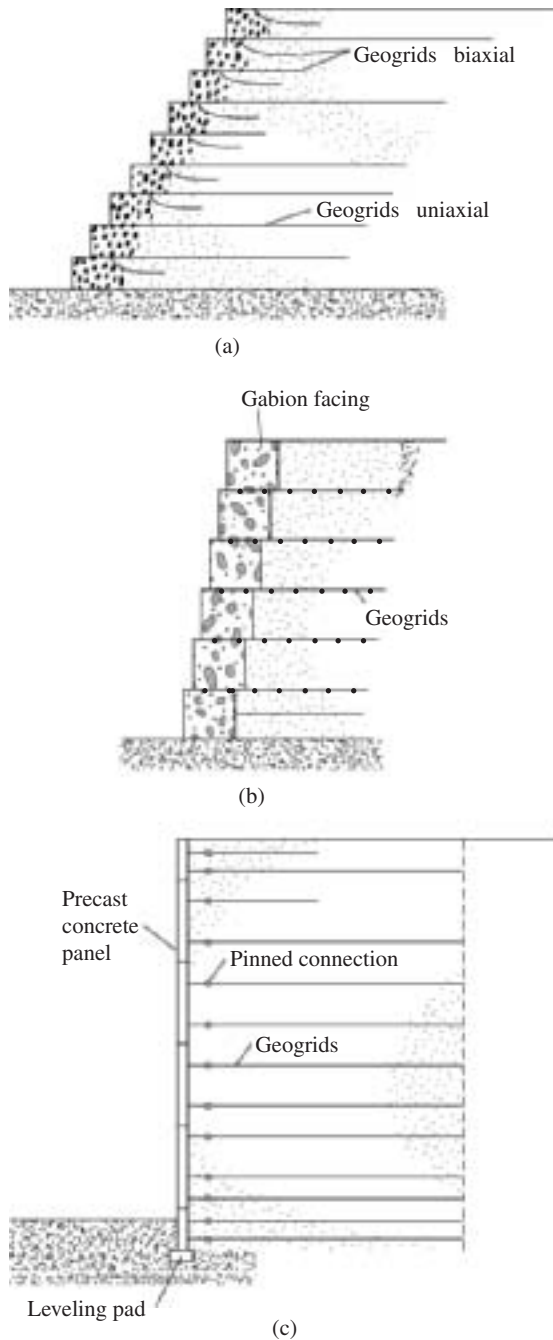 Geogrids biaxial
Geogrids uniaxial
(a)
Gabion facing
Geogrids
(b)
Precast
concrete
panel
Pinned connection
Geogrids
Leveling pad
(c)